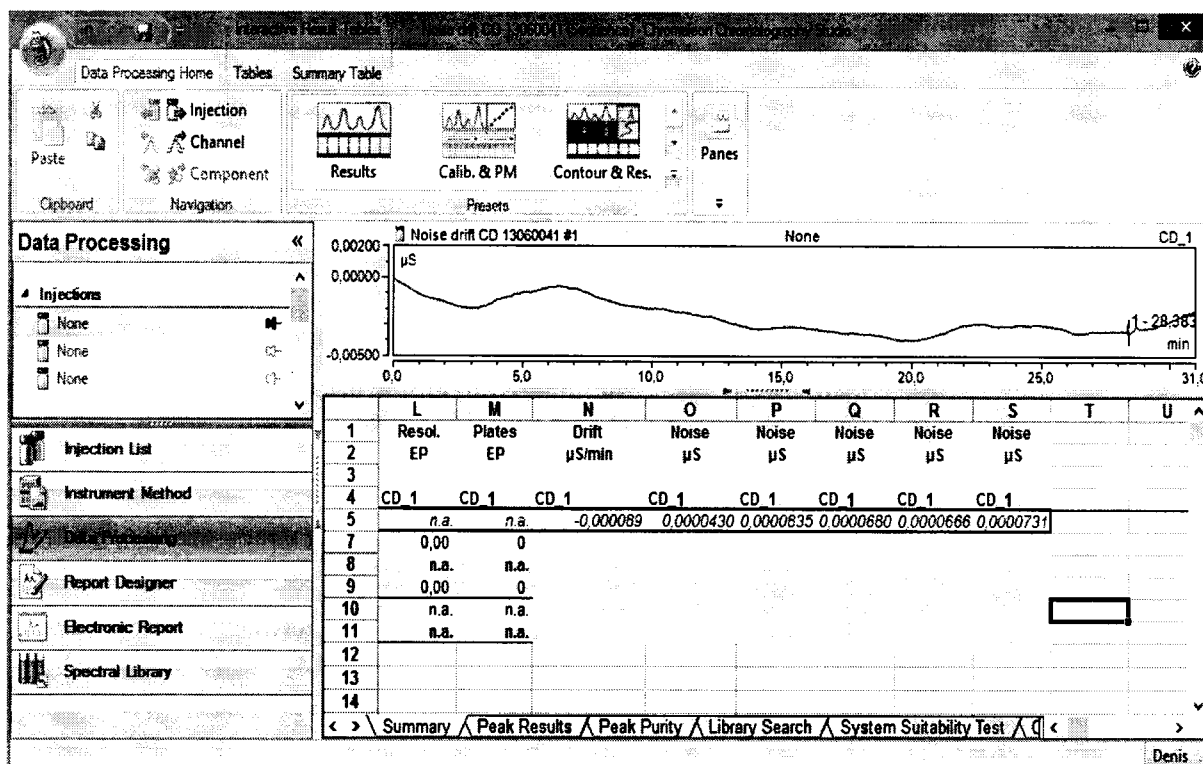 Data Processing Home Tables Summary Table
Paste
Clipboard
Injection
Channel
Component
Navigation
Results
Calib. & PM
Contour & Res.
Presets
Panes
Data Processing «
Injections
None
None
None
Injection List
Instrument Method
Data Processing
Report Designer
Electronic Report
Spectral Library
Noise drift CD 13060041 #1 None CD_1
0,00200
µS
0,00000
-0,00500
1 - 28,383
min
0,0 5,0 10,0 15,0 20,0 25,0 31,0
L M N O P Q R S T U
1 Resol. Plates Drift Noise Noise Noise Noise Noise
2 EP EP µS/min µS µS µS µS µS
3
4 CD_1 CD_1 CD_1 CD_1 CD_1 CD_1 CD_1 CD_1
5 n.a. n.a. -0,000089 0,0000430 0,0000635 0,0000680 0,0000666 0,0000731
7 0,00 0
8 n.a. n.a.
9 0,00 0
10 n.a. n.a.
11 n.a. n.a.
12
13
14
Summary Peak Results Peak Purity Library Search System Suitability Test
Denis